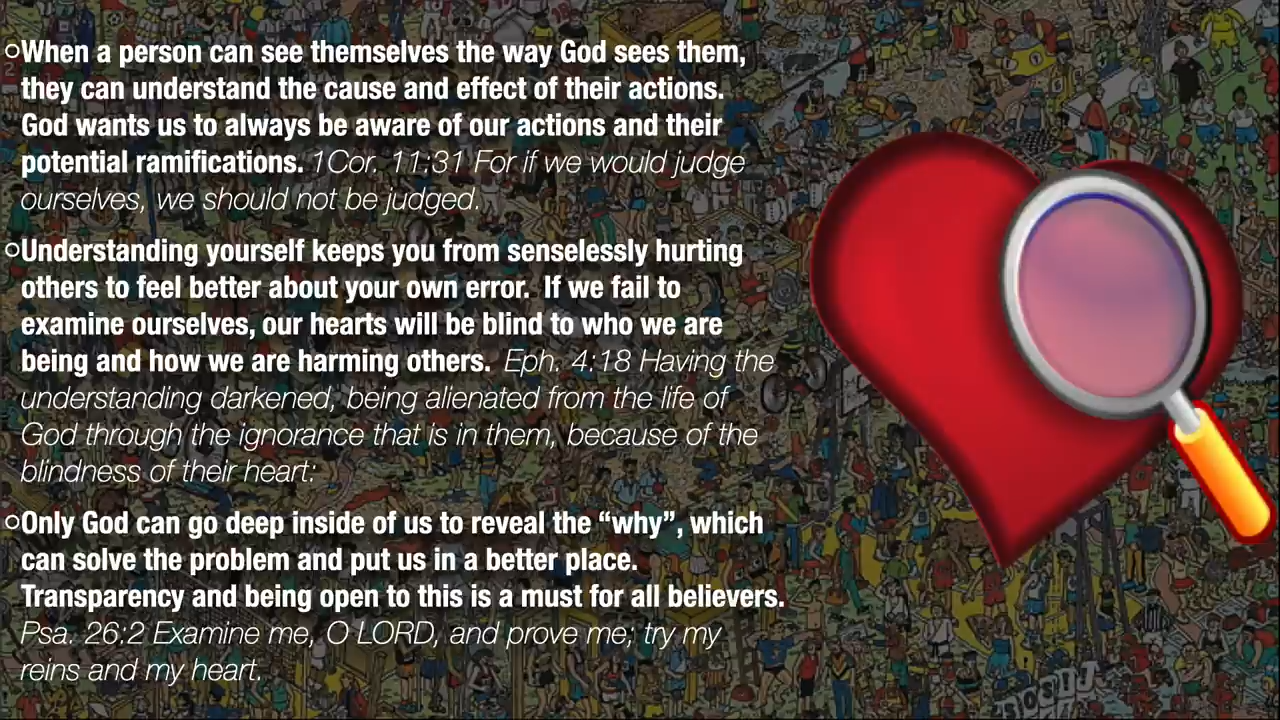 ○When a person can see themselves the way God sees them,
they can understand the cause and effect of their actions.
God wants us to always be aware of our actions and their
potential ramifications. 1Cor. 11:31 For if we would judge
ourselves, we should not be judged.
○Understanding yourself keeps you from senselessly hurting
others to feel better about your own error.  If we fail to
examine ourselves, our hearts will be blind to who we are
being and how we are harming others.  Eph. 4:18 Having the
understanding darkened, being alienated from the life of
God through the ignorance that is in them, because of the
blindness of their heart:
○Only God can go deep inside of us to reveal the “why”, which
can solve the problem and put us in a better place.
Transparency and being open to this is a must for all believers.
Psa. 26:2 Examine me, O LORD, and prove me; try my
reins and my heart.